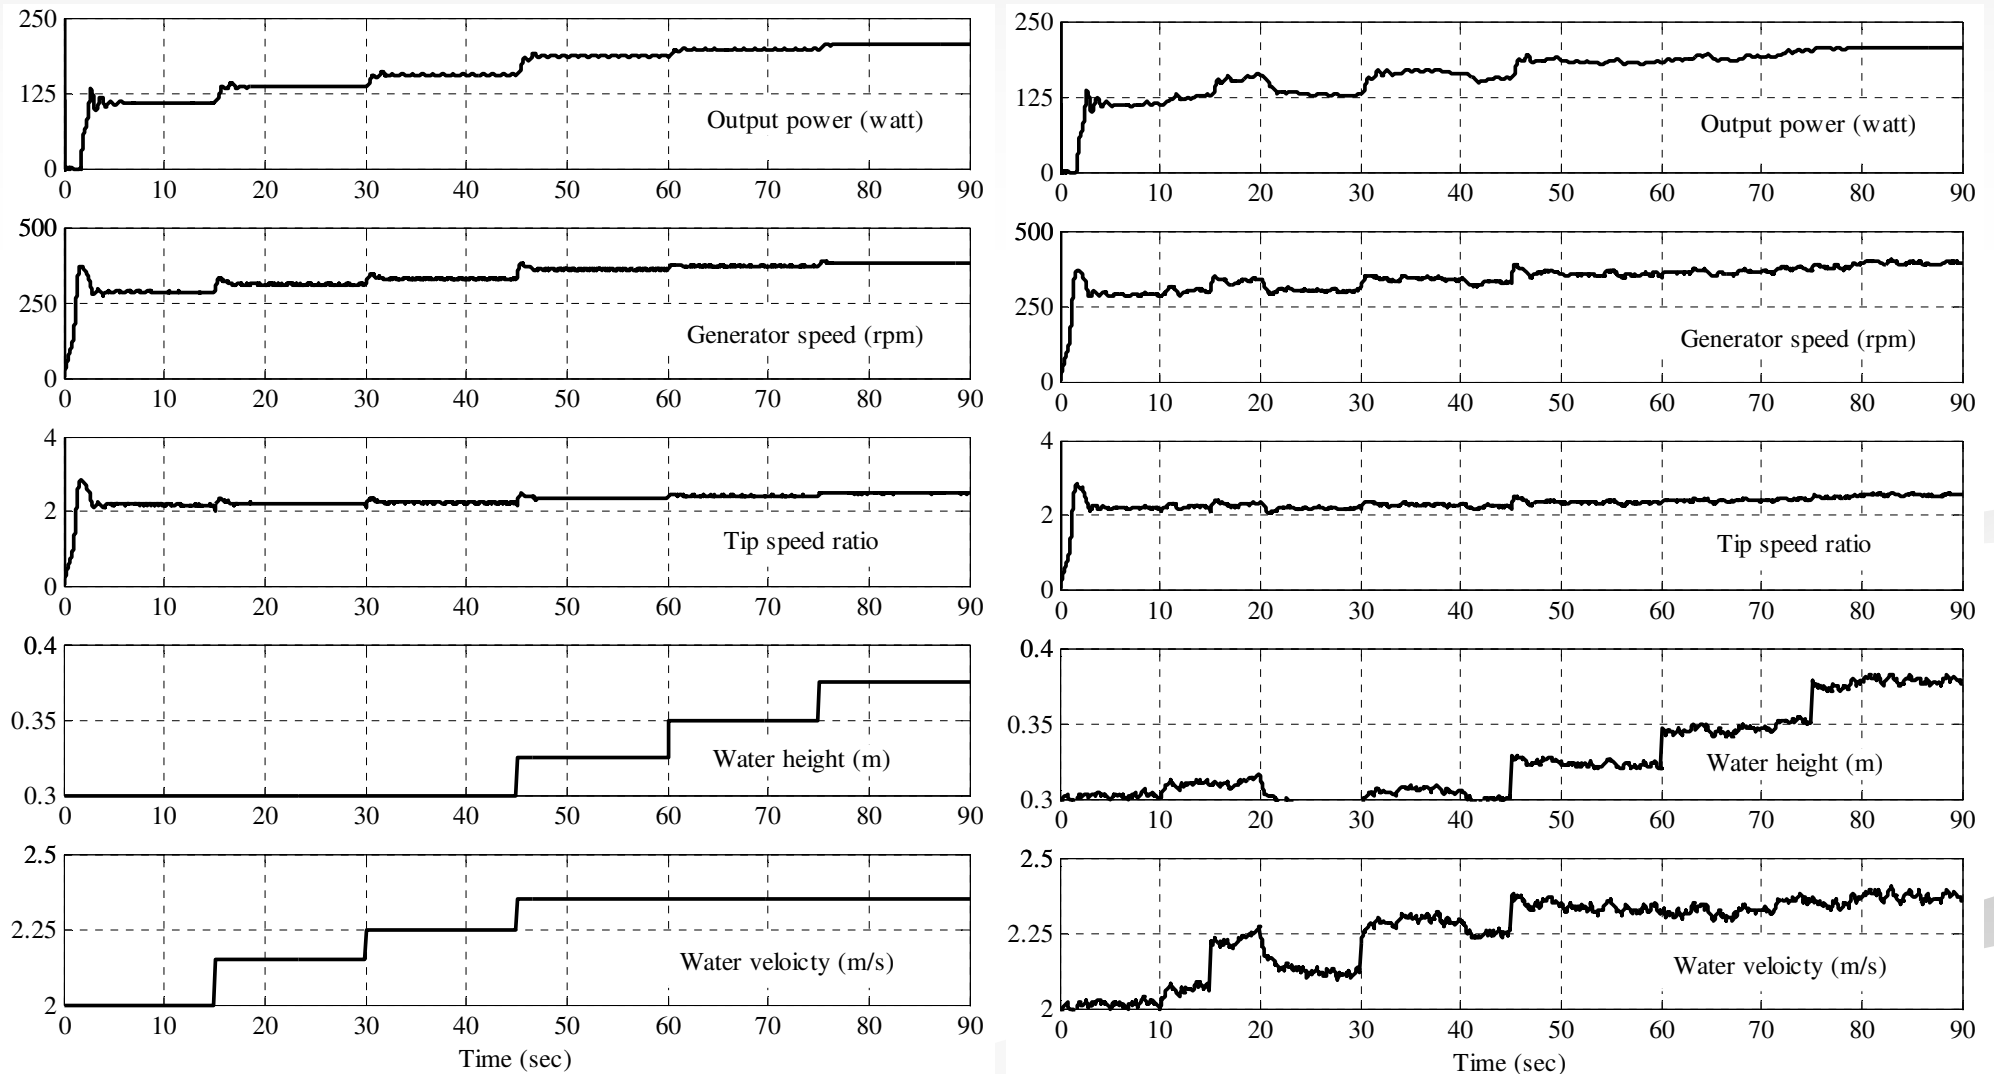 250
125
0
Output power (watt)
0 10 20 30 40 50 60 70 80 90
500
250
0
Generator speed (rpm)
0 10 20 30 40 50 60 70 80 90
4
2
0
Tip speed ratio
0 10 20 30 40 50 60 70 80 90
0.4
0.35
0.3
Water height (m)
0 10 20 30 40 50 60 70 80 90
2.5
2.25
2
Water veloicty (m/s)
0 10 20 30 40 50 60 70 80 90
Time (sec)
250
125
0
Output power (watt)
0 10 20 30 40 50 60 70 80 90
500
250
0
Generator speed (rpm)
0 10 20 30 40 50 60 70 80 90
4
2
0
Tip speed ratio
0 10 20 30 40 50 60 70 80 90
0.4
0.35
0.3
Water height (m)
0 10 20 30 40 50 60 70 80 90
2.5
2.25
2
Water veloicty (m/s)
0 10 20 30 40 50 60 70 80 90
Time (sec)